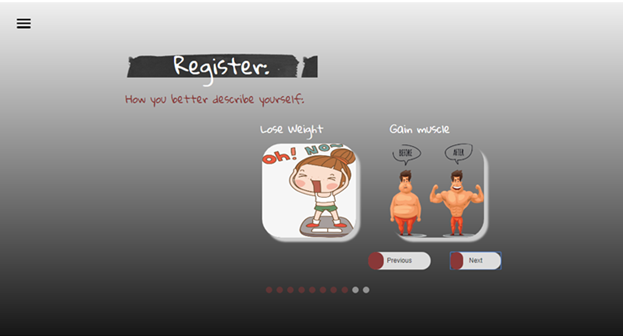 Register:
How you better describe yourself:
Lose Weight
Gain muscle
Oh! NO~
BEFORE
AFTER
Previous
Next